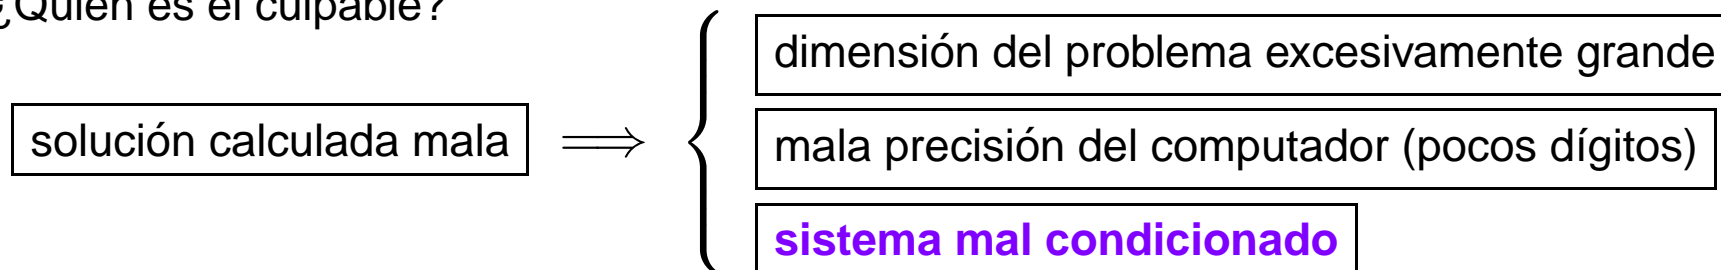 ¿Quién es el culpable?
dimensión del problema excesivamente grande
solución calculada mala ⟹ { mala precisión del computador (pocos dígitos)
sistema mal condicionado